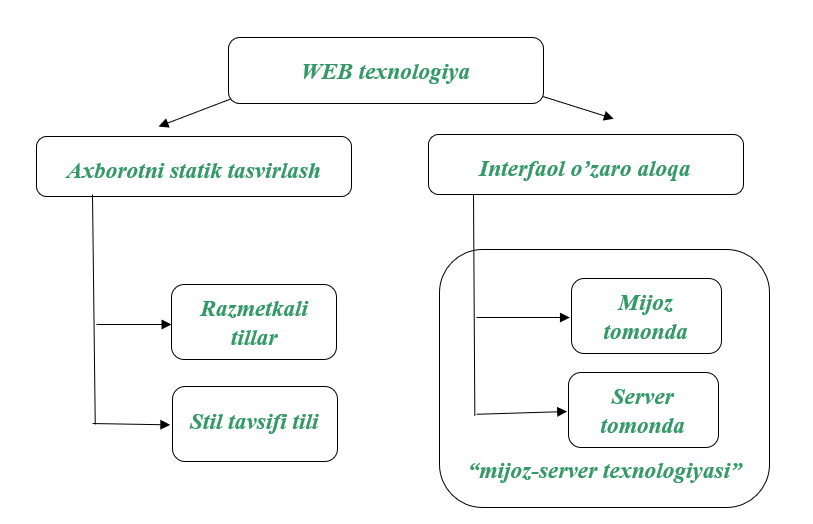 WEB texnologiya
Axborotni statik tasvirlash
Interfaol o’zaro aloqa
Razmetkali
tillar
Stil tavsifi tili
Mijoz
tomonda
Server
tomonda
“mijoz-server texnologiyasi”